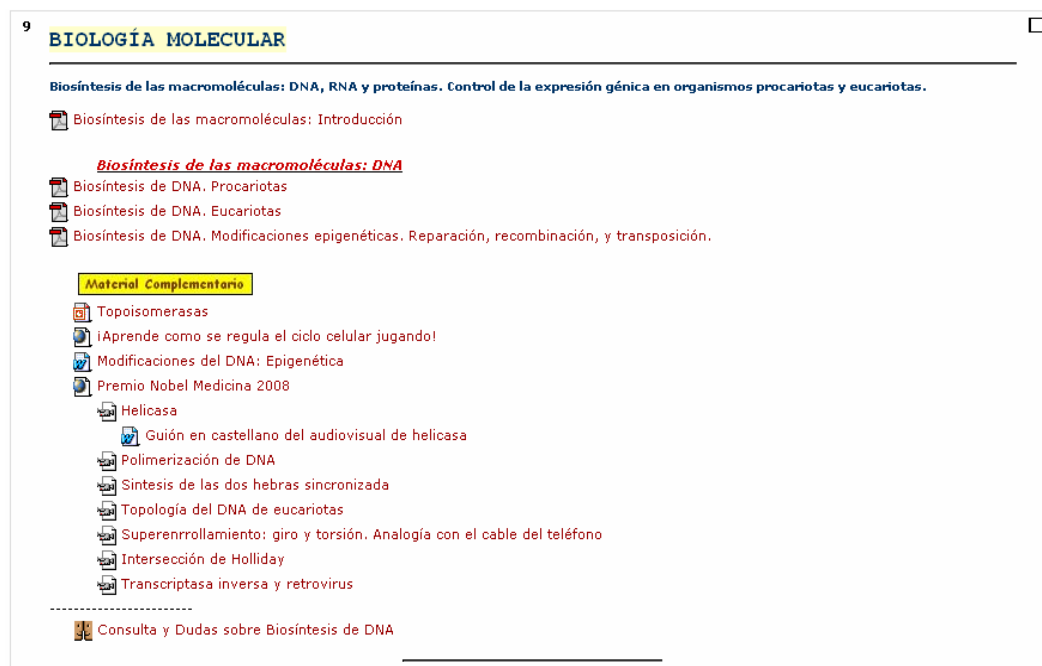 9
BIOLOGÍA MOLECULAR
Biosíntesis de las macromoléculas: DNA, RNA y proteínas. Control de la expresión génica en organismos procariotas y eucariotas.
Biosíntesis de las macromoléculas: Introducción
Biosíntesis de las macromoléculas: DNA
Biosíntesis de DNA. Procariotas
Biosíntesis de DNA. Eucariotas
Biosíntesis de DNA. Modificaciones epigenéticas. Reparación, recombinación, y transposición.
Material Complementario
Topoisomerasas
¡Aprende como se regula el ciclo celular jugando!
Modificaciones del DNA: Epigenética
Premio Nobel Medicina 2008
Helicasa
Guión en castellano del audiovisual de helicasa
Polimerización de DNA
Sintesis de las dos hebras sincronizada
Topología del DNA de eucariotas
Superenrrollamiento: giro y torsión. Analogía con el cable del teléfono
Intersección de Holliday
Transcriptasa inversa y retrovirus
------------------------
Consulta y Dudas sobre Biosíntesis de DNA